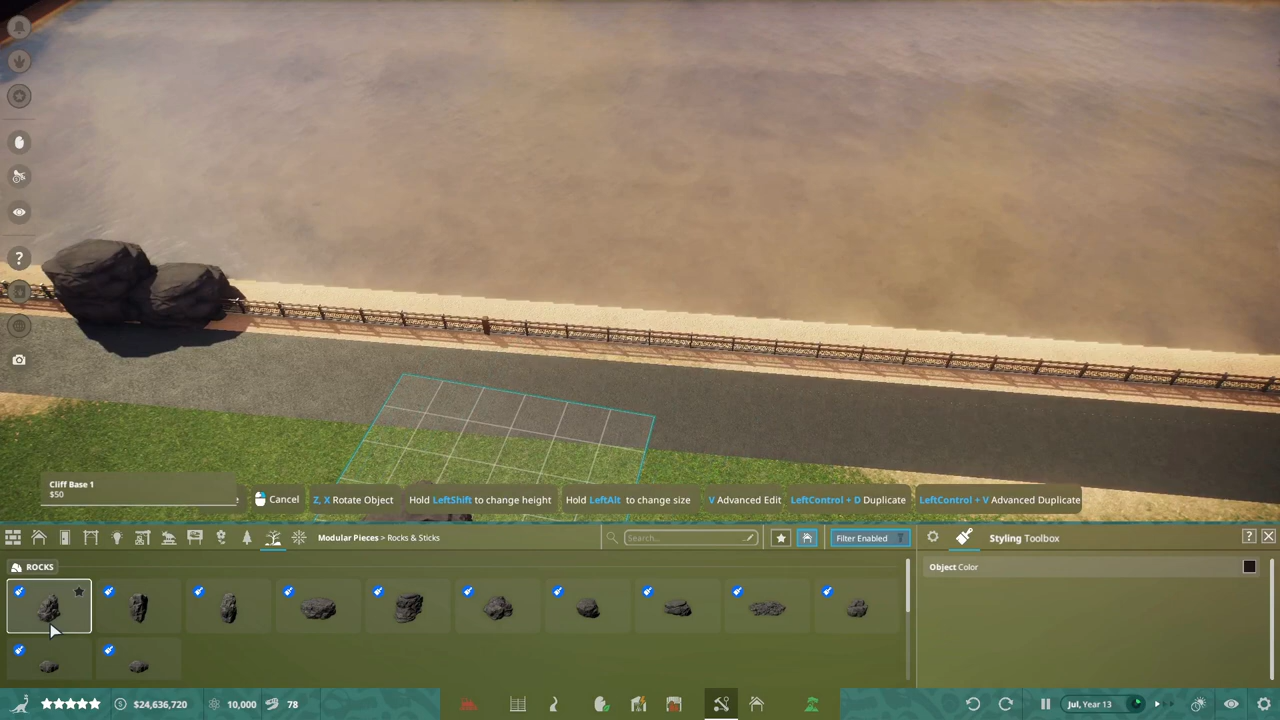 Cliff Base 1
$50
e
Cancel
Z, X Rotate Object
Hold LeftShift to change height
Hold LeftAlt to change size
V Advanced Edit
LeftControl + D Duplicate
LeftControl + V Advanced Duplicate
Modular Pieces > Rocks & Sticks
Search...
Filter Enabled
Styling Toolbox
?
?
ROCKS
Object Color
$24,636,720
10,000
78
Jul, Year 13